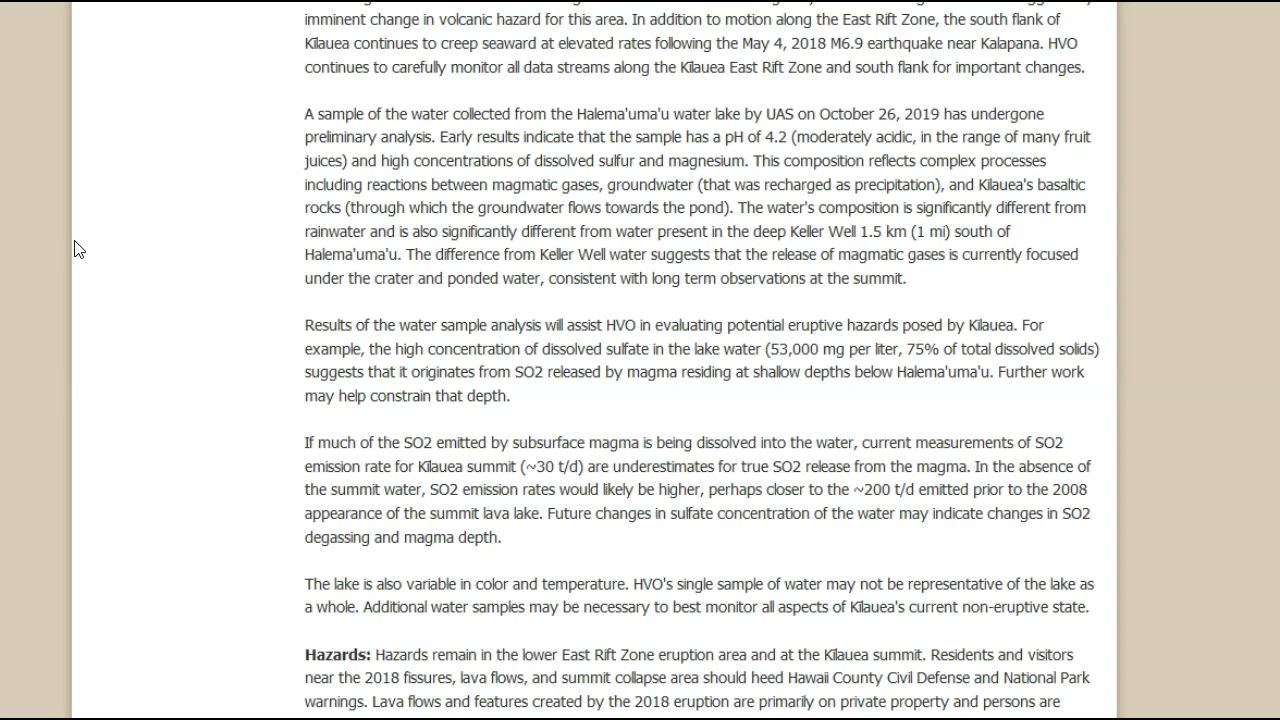 imminent change in volcanic hazard for this area. In addition to motion along the East Rift Zone, the south flank of
Kilauea continues to creep seaward at elevated rates following the May 4, 2018 M6.9 earthquake near Kalapana. HVO
continues to carefully monitor all data streams along the Kīlauea East Rift Zone and south flank for important changes.
A sample of the water collected from the Halema'uma'u water lake by UAS on October 26, 2019 has undergone
preliminary analysis. Early results indicate that the sample has a pH of 4.2 (moderately acidic, in the range of many fruit
juices) and high concentrations of dissolved sulfur and magnesium. This composition reflects complex processes
including reactions between magmatic gases, groundwater (that was recharged as precipitation), and Kilauea's basaltic
rocks (through which the groundwater flows towards the pond). The water's composition is significantly different from
rainwater and is also significantly different from water present in the deep Keller Well 1.5 km (1 mi) south of
Halema'uma'u. The difference from Keller Well water suggests that the release of magmatic gases is currently focused
under the crater and ponded water, consistent with long term observations at the summit.
Results of the water sample analysis will assist HVO in evaluating potential eruptive hazards posed by Kilauea. For
example, the high concentration of dissolved sulfate in the lake water (53,000 mg per liter, 75% of total dissolved solids)
suggests that it originates from SO2 released by magma residing at shallow depths below Halema'uma'u. Further work
may help constrain that depth.
If much of the SO2 emitted by subsurface magma is being dissolved into the water, current measurements of SO2
emission rate for Kīlauea summit (~30 t/d) are underestimates for true SO2 release from the magma. In the absence of
the summit water, SO2 emission rates would likely be higher, perhaps closer to the ~200 t/d emitted prior to the 2008
appearance of the summit lava lake. Future changes in sulfate concentration of the water may indicate changes in SO2
degassing and magma depth.
The lake is also variable in color and temperature. HVO's single sample of water may not be representative of the lake as
a whole. Additional water samples may be necessary to best monitor all aspects of Kīlauea's current non-eruptive state.
Hazards: Hazards remain in the lower East Rift Zone eruption area and at the Kīlauea summit. Residents and visitors
near the 2018 fissures, lava flows, and summit collapse area should heed Hawaii County Civil Defense and National Park
warnings. Lava flows and features created by the 2018 eruption are primarily on private property and persons are